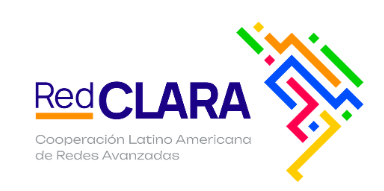 RedCLARA
Cooperación Latino Americana
de Redes Avanzadas